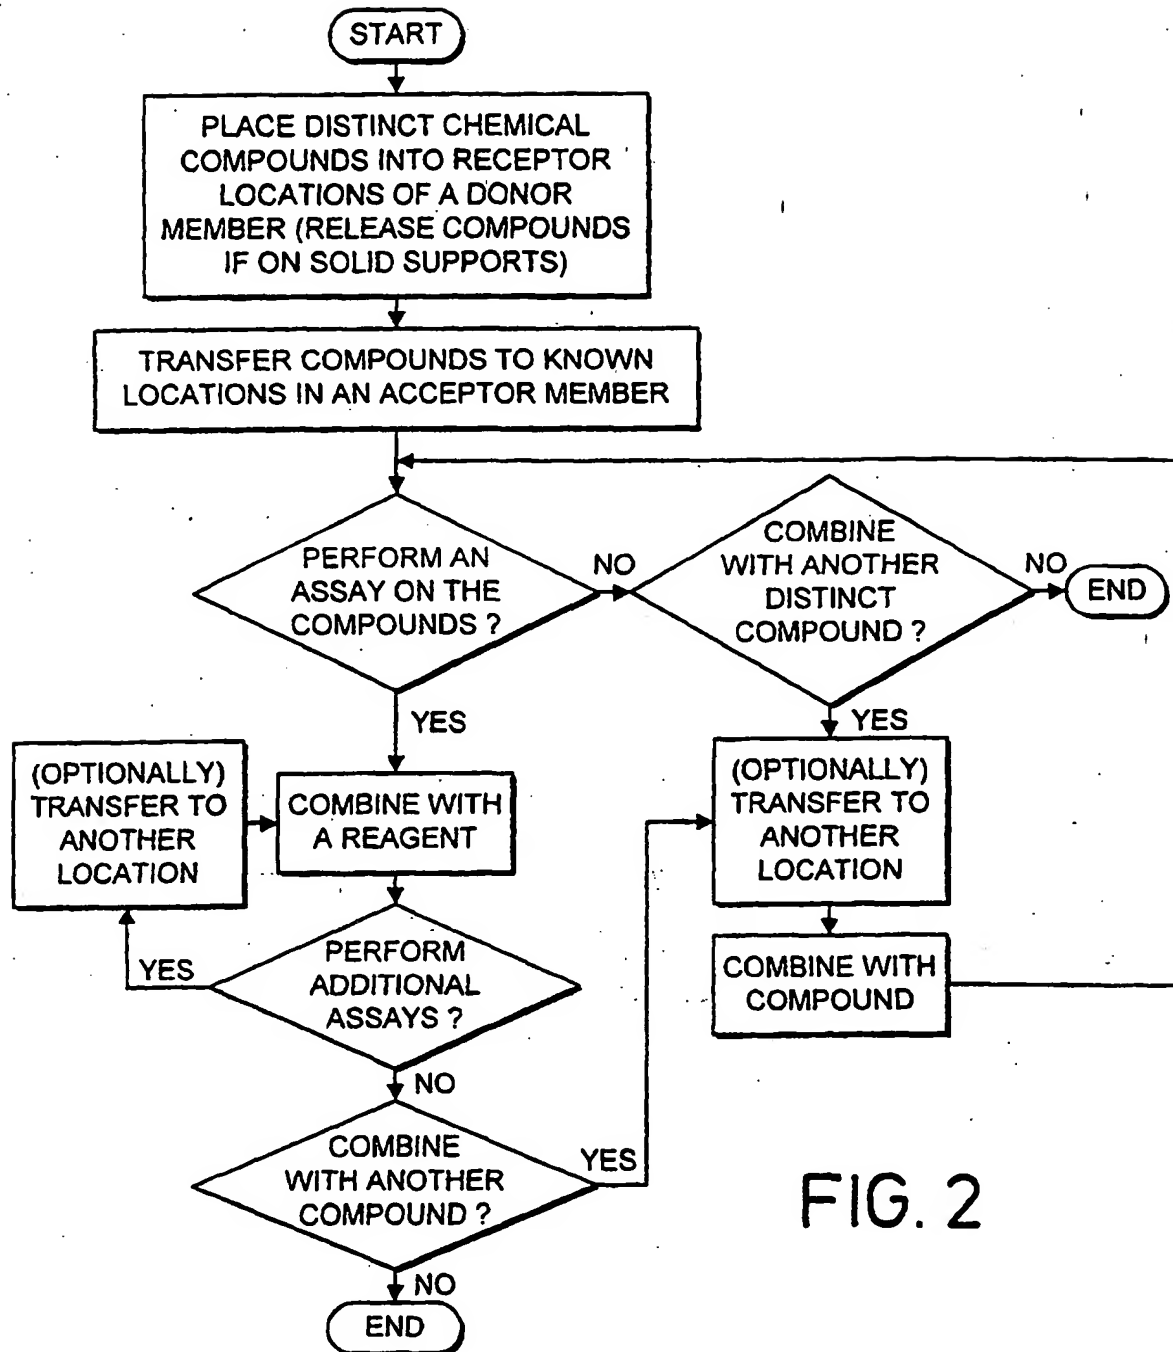 START
PLACE DISTINCT CHEMICAL
COMPOUNDS INTO RECEPTOR
LOCATIONS OF A DONOR
MEMBER (RELEASE COMPOUNDS
IF ON SOLID SUPPORTS)
TRANSFER COMPOUNDS TO KNOWN
LOCATIONS IN AN ACCEPTOR MEMBER
PERFORM AN
ASSAY ON THE
COMPOUNDS ?
NO
COMBINE
WITH ANOTHER
DISTINCT
COMPOUND ?
NO
END
YES
YES
(OPTIONALLY)
TRANSFER TO
ANOTHER
LOCATION
COMBINE WITH
A REAGENT
(OPTIONALLY)
TRANSFER TO
ANOTHER
LOCATION
YES
PERFORM
ADDITIONAL
ASSAYS ?
COMBINE WITH
COMPOUND
NO
COMBINE
WITH ANOTHER
COMPOUND ?
YES
NO
END
FIG. 2